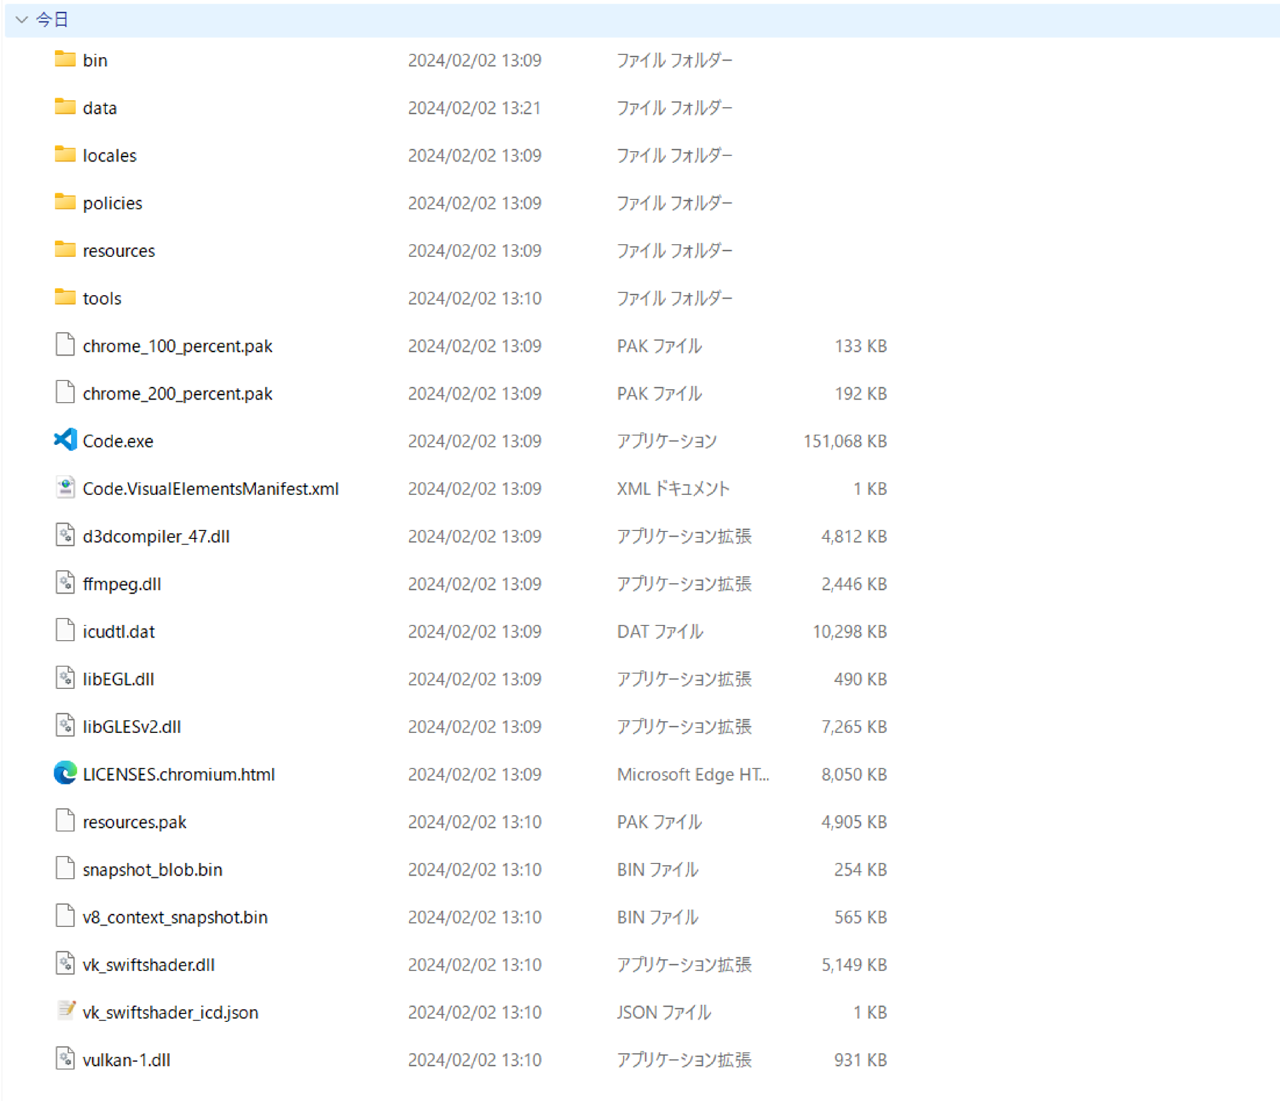 今日
bin 2024/02/02 13:09 ファイル フォルダー
data 2024/02/02 13:21 ファイル フォルダー
locales 2024/02/02 13:09 ファイル フォルダー
policies 2024/02/02 13:09 ファイル フォルダー
resources 2024/02/02 13:09 ファイル フォルダー
tools 2024/02/02 13:10 ファイル フォルダー
chrome_100_percent.pak 2024/02/02 13:09 PAK ファイル 133 KB
chrome_200_percent.pak 2024/02/02 13:09 PAK ファイル 192 KB
Code.exe 2024/02/02 13:09 アプリケーション 151,068 KB
Code.VisualElementsManifest.xml 2024/02/02 13:09 XML ドキュメント 1 KB
d3dcompiler_47.dll 2024/02/02 13:09 アプリケーション拡張 4,812 KB
ffmpeg.dll 2024/02/02 13:09 アプリケーション拡張 2,446 KB
icudtl.dat 2024/02/02 13:09 DAT ファイル 10,298 KB
libEGL.dll 2024/02/02 13:09 アプリケーション拡張 490 KB
libGLESv2.dll 2024/02/02 13:09 アプリケーション拡張 7,265 KB
LICENSES.chromium.html 2024/02/02 13:09 Microsoft Edge HT... 8,050 KB
resources.pak 2024/02/02 13:10 PAK ファイル 4,905 KB
snapshot_blob.bin 2024/02/02 13:10 BIN ファイル 254 KB
v8_context_snapshot.bin 2024/02/02 13:10 BIN ファイル 565 KB
vk_swiftshader.dll 2024/02/02 13:10 アプリケーション拡張 5,149 KB
vk_swiftshader_icd.json 2024/02/02 13:10 JSON ファイル 1 KB
vulkan-1.dll 2024/02/02 13:10 アプリケーション拡張 931 KB